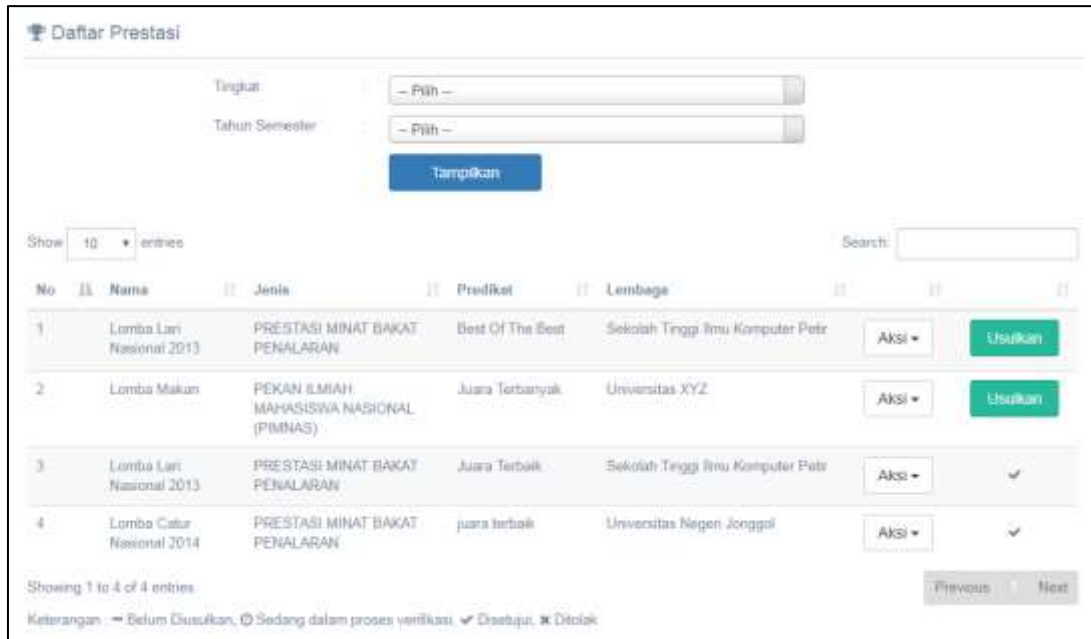 Daftar Prestasi
Tingkat : -- Pilih --
Tahun Semester : -- Pilih --
Tampilkan
Show 10 entries Search:
No Nama Jenis Predikat Lembaga
1 Lomba Lari PRESTASI MINAT BAKAT Best Of The Best Sekolah Tinggi Ilmu Komputer Petir Aksi Usulkan
Nasional 2013 PENALARAN
2 Lomba Makan PEKAN ILMIAH Juara Terbanyak Universitas XYZ Aksi Usulkan
MAHASISWA NASIONAL
(PIMNAS)
3 Lomba Lari PRESTASI MINAT BAKAT Juara Terbaik Sekolah Tinggi Ilmu Komputer Petir Aksi ✔
Nasional 2013 PENALARAN
4 Lomba Catur PRESTASI MINAT BAKAT juara terbaik Universitas Negeri Jonggol Aksi ✔
Nasional 2014 PENALARAN
Showing 1 to 4 of 4 entries Previous 1 Next
Keterangan : Belum Diusulkan, Sedang dalam proses verifikasi, ✔ Disetujui, ✖ Ditolak